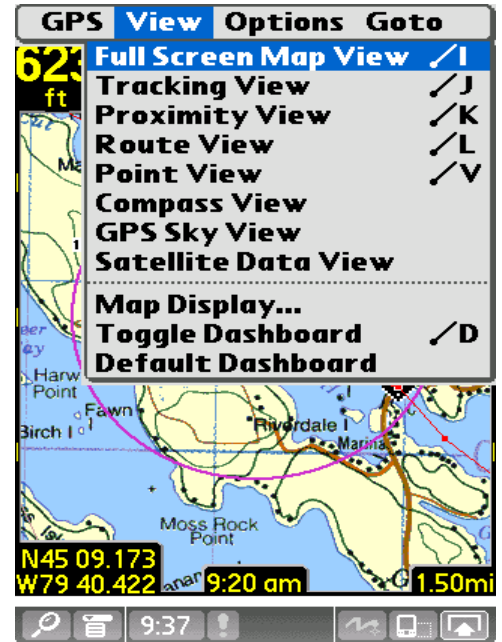 GPS View Options Goto
Full Screen Map View /I
Tracking View /J
Proximity View /K
Route View /L
Point View /V
Compass View
GPS Sky View
Satellite Data View
Map Display...
Toggle Dashboard /D
Default Dashboard
ft
Harw
Point
Fawn
Birch I
Riverdale I
Marina
Moss Rock
Point
N45 09.173
W79 40.422
9:20 am
1.50mi
9:37